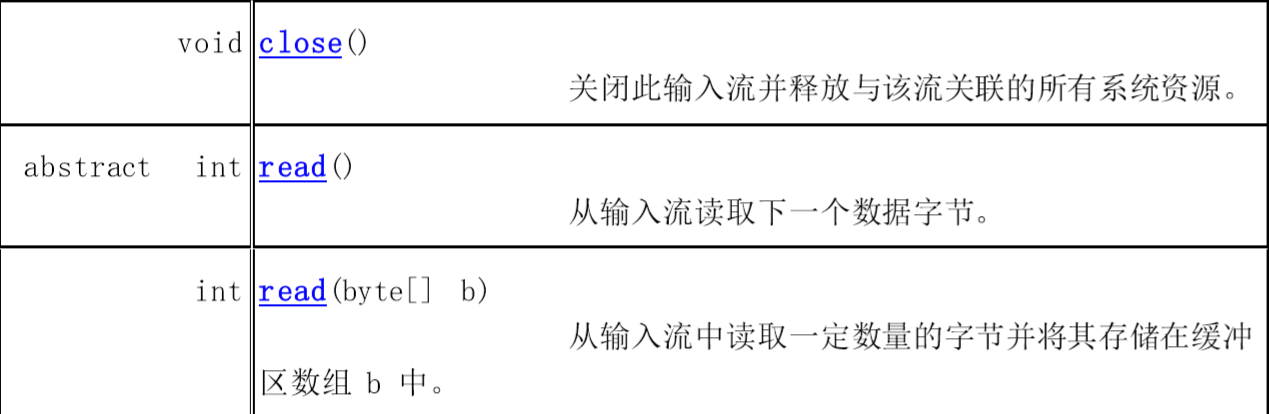 void close()
关闭此输入流并释放与该流关联的所有系统资源。
abstract int read()
从输入流读取下一个数据字节。
int read(byte[] b)
从输入流中读取一定数量的字节并将其存储在缓冲
区数组 b 中。